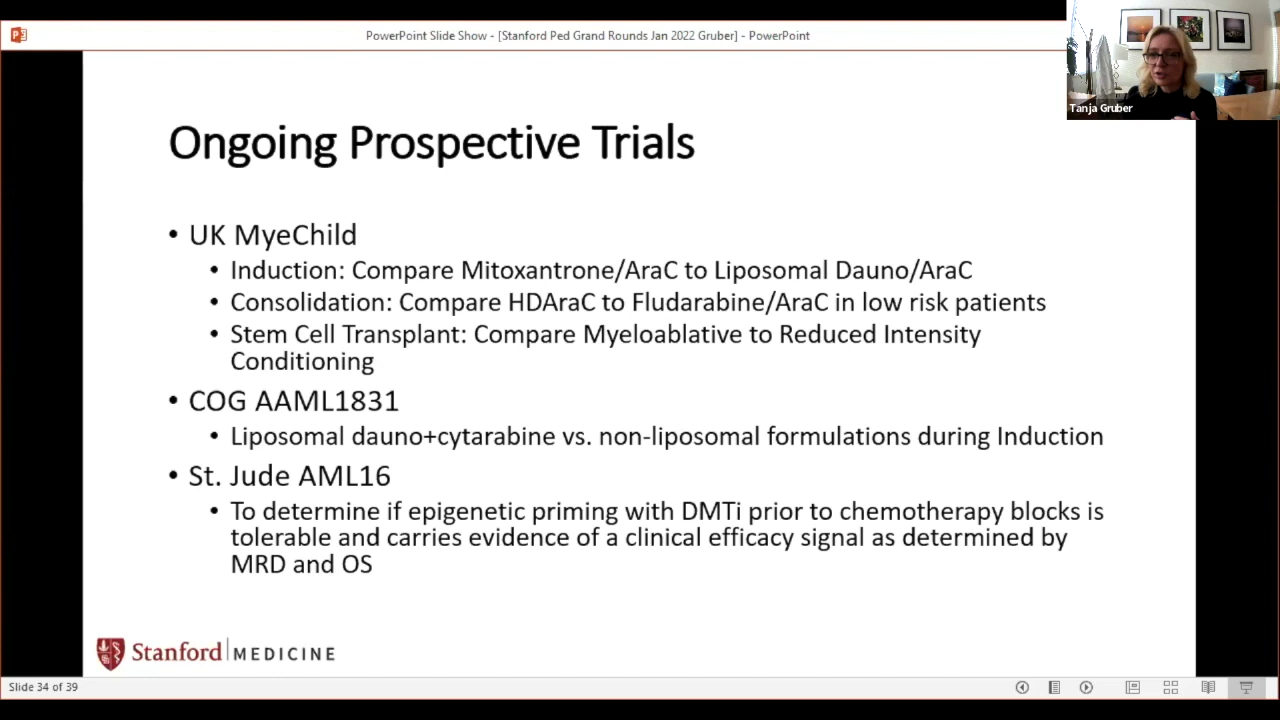 PowerPoint Slide Show - [Stanford Ped Grand Rounds Jan 2022 Gruber] - PowerPoint
Tanja Gruber
Ongoing Prospective Trials
• UK MyeChild
• Induction: Compare Mitoxantrone/AraC to Liposomal Dauno/AraC
• Consolidation: Compare HDAraC to Fludarabine/AraC in low risk patients
• Stem Cell Transplant: Compare Myeloablative to Reduced Intensity
Conditioning
• COG AAML1831
• Liposomal dauno+cytarabine vs. non-liposomal formulations during Induction
• St. Jude AML16
• To determine if epigenetic priming with DMTi prior to chemotherapy blocks is
tolerable and carries evidence of a clinical efficacy signal as determined by
MRD and OS
Stanford MEDICINE
Slide 34 of 39